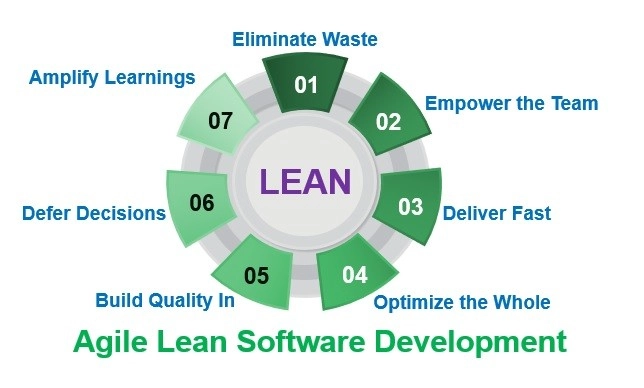 Eliminate Waste
01
Empower the Team
02
Deliver Fast
03
Optimize the Whole
04
Build Quality In
05
Defer Decisions
06
Amplify Learnings
07
LEAN
Agile Lean Software Development